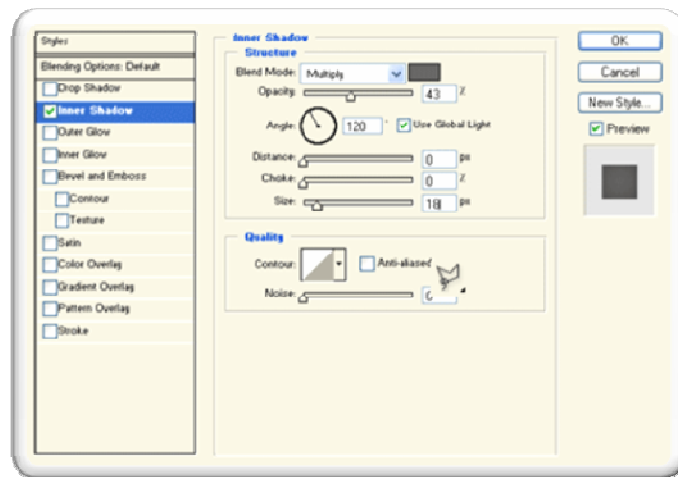 Styles
Blending Options: Default
Drop Shadow
Inner Shadow
Outer Glow
Inner Glow
Bevel and Emboss
Contour
Texture
Satin
Color Overlay
Gradient Overlay
Pattern Overlay
Stroke
Inner Shadow
Structure
Blend Mode: Multiply
Opacity: 43 %
Angle: 120 ° Use Global Light
Distance: 0 px
Choke: 0 %
Size: 18 px
Quality
Contour: Anti-aliased
Noise:
OK
Cancel
New Style...
Preview